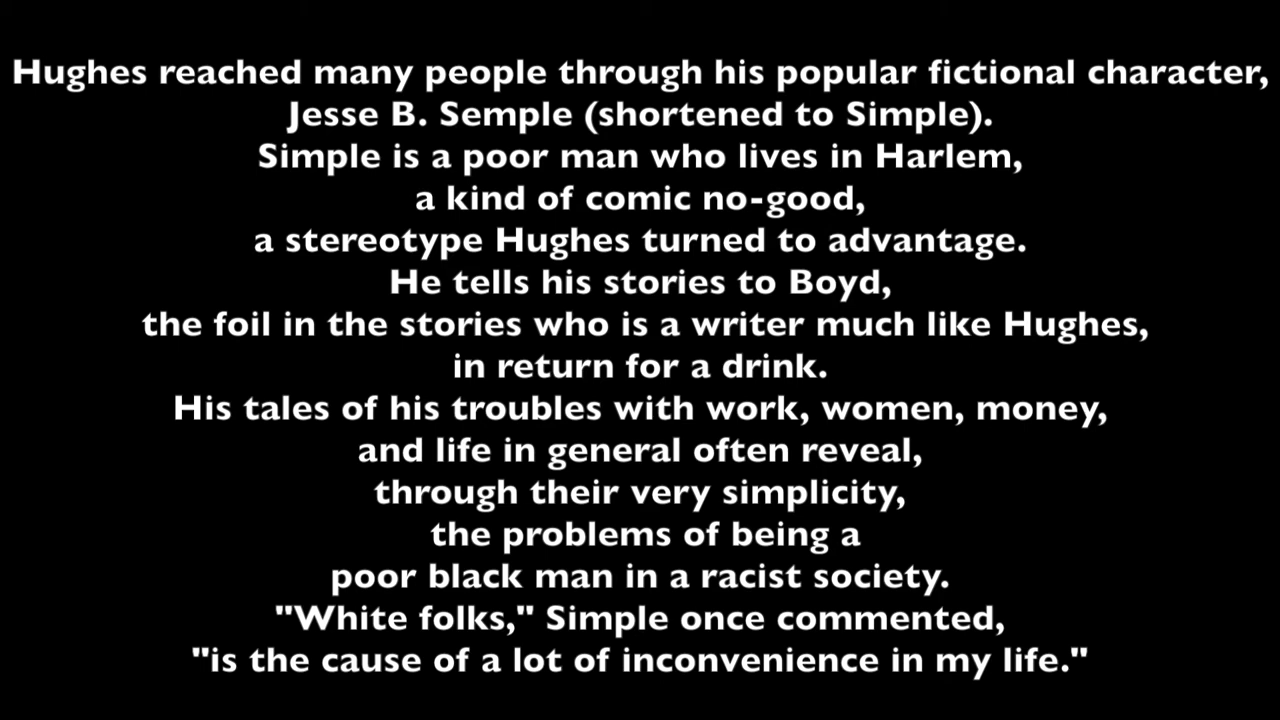 Hughes reached many people through his popular fictional character,
Jesse B. Semple (shortened to Simple).
Simple is a poor man who lives in Harlem,
a kind of comic no-good,
a stereotype Hughes turned to advantage.
He tells his stories to Boyd,
the foil in the stories who is a writer much like Hughes,
in return for a drink.
His tales of his troubles with work, women, money,
and life in general often reveal,
through their very simplicity,
the problems of being a
poor black man in a racist society.
"White folks," Simple once commented,
"is the cause of a lot of inconvenience in my life."